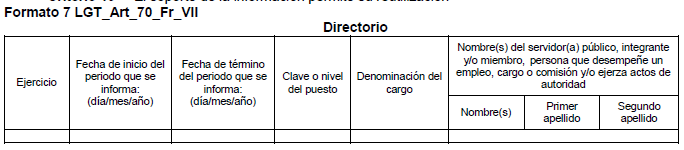 Formato 7 LGT_Art_70_Fr_VII
Directorio
Ejercicio
Fecha de inicio del
periodo que se
informa:
(día/mes/año)
Fecha de término
del periodo que se
informa:
(día/mes/año)
Clave o nivel
del puesto
Denominación del
cargo
Nombre(s) del servidor(a) público, integrante
y/o miembro, persona que desempeñe un
empleo, cargo o comisión y/o ejerza actos de
autoridad
Nombre(s)
Primer
apellido
Segundo
apellido